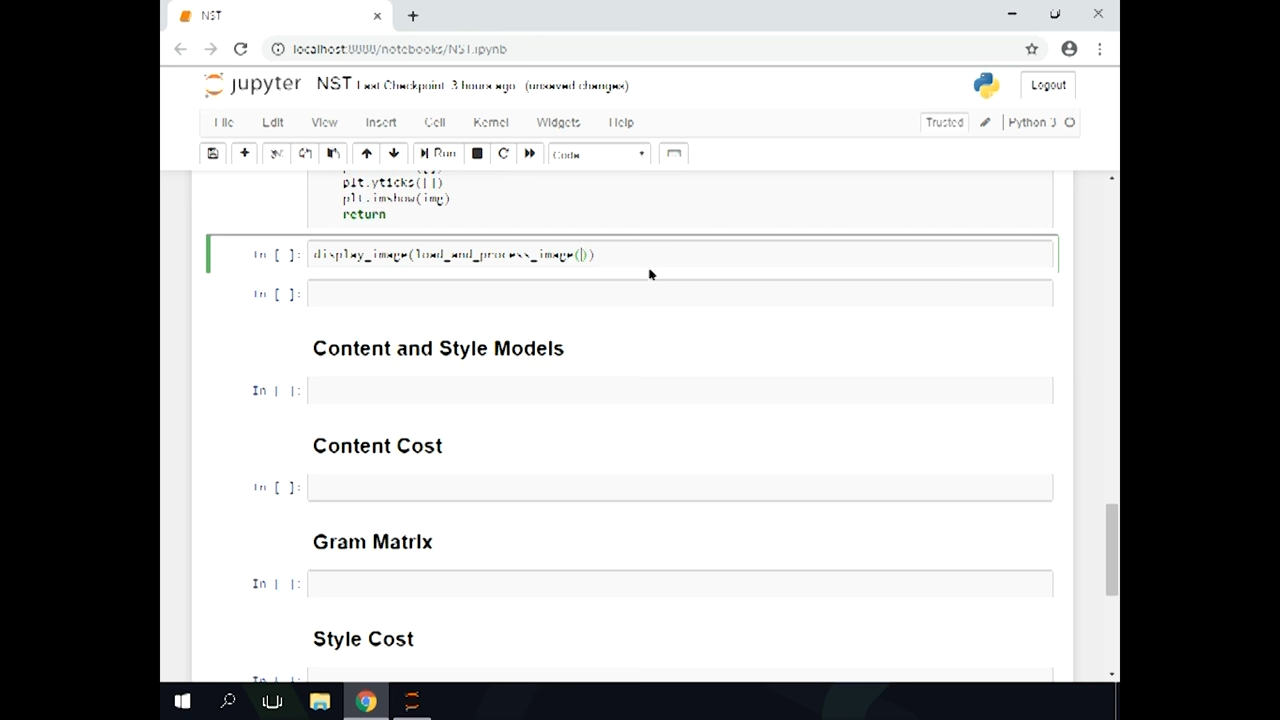 NST
localhost:8888/notebooks/NST.ipynb
jupyter NST Last Checkpoint 3 hours ago (unsaved changes)
Logout
File Edit View Insert Cell Kernel Widgets Help
Trusted Python 3
Run Code
plt.yticks([])
plt.imshow(img)
return
In [ ]: display_image(load_and_process_image())
In [ ]:
Content and Style Models
In [ ]:
Content Cost
In [ ]:
Gram Matrix
In [ ]:
Style Cost